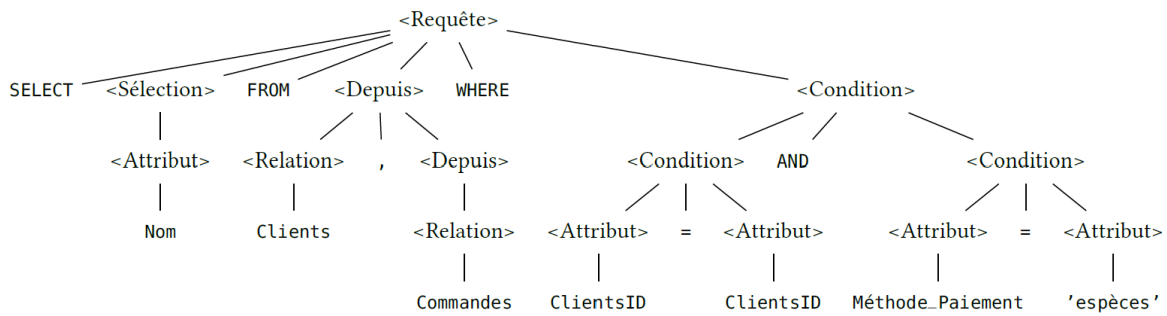 <Requête>
SELECT <Sélection> FROM <Depuis> WHERE <Condition>
<Attribut> <Relation> , <Depuis> <Condition> AND <Condition>
Nom Clients <Relation> <Attribut> = <Attribut> <Attribut> = <Attribut>
Commandes ClientsID ClientsID Méthode_Paiement ’espèces’